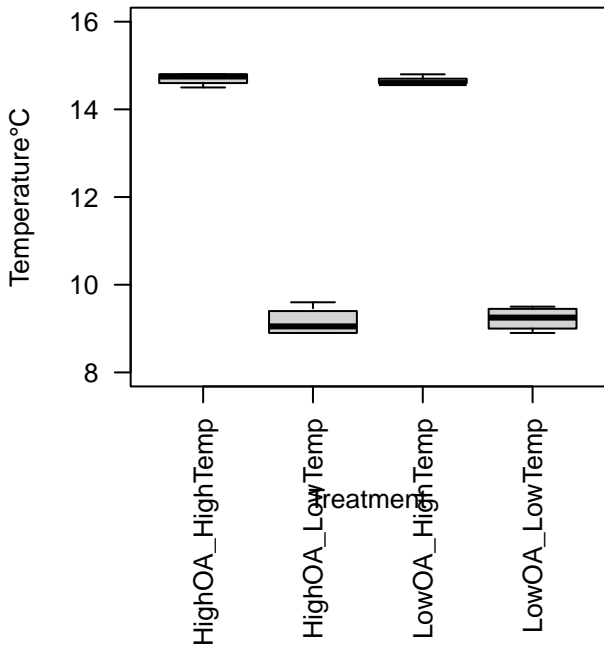 Temperature°C
16
14
12
10
8
HighOA_HighTemp
HighOA_LowTemp
LowOA_HighTemp
LowOA_LowTemp
Treatment